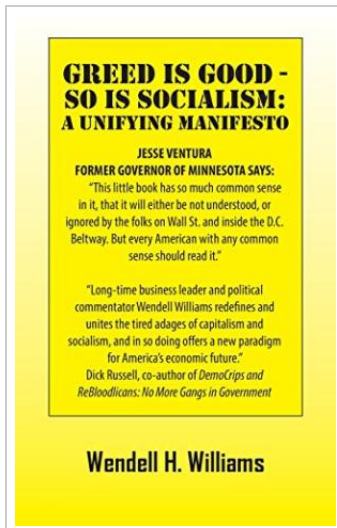 GREED IS GOOD -
SO IS SOCIALISM:
A UNIFYING MANIFESTO
JESSE VENTURA
FORMER GOVERNOR OF MINNESOTA SAYS:
"This little book has so much common sense
in it, that it will either be not understood, or
ignored by the folks on Wall St. and inside the D.C.
Beltway. But every American with any common
sense should read it."
"Long-time business leader and political
commentator Wendell Williams redefines and
unites the tired adages of capitalism and
socialism, and in so doing offers a new paradigm
for America's economic future."
Dick Russell, co-author of DemoCrips and
ReBloodlicans: No More Gangs in Government
Wendell H. Williams